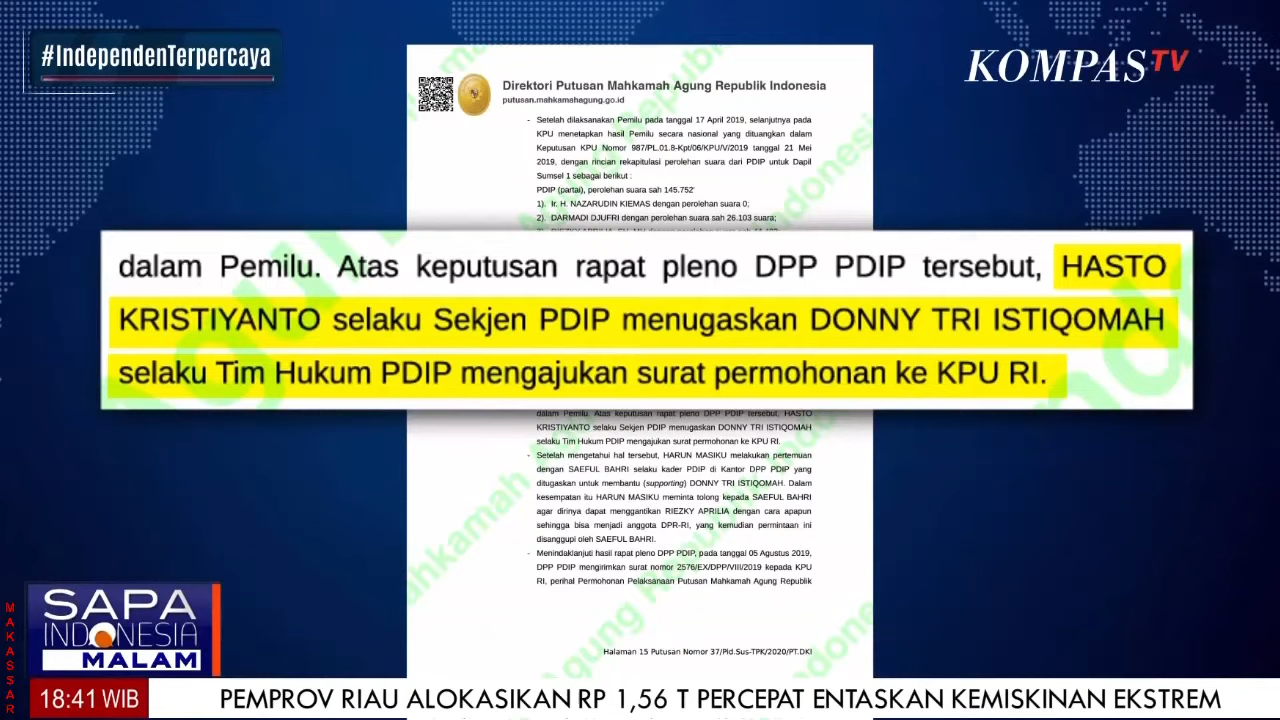 #IndependenTerpercaya
KOMPASTV
Direktori Putusan Mahkamah Agung Republik Indonesia
putusan.mahkamahagung.go.id
- Setelah dilaksanakan Pemilu pada tanggal 17 April 2019, selanjutnya pada
KPU menetapkan hasil Pemilu secara nasional yang dituangkan dalam
Keputusan KPU Nomor 987/PL.01.8-Kpt/06/KPU/V/2019 tanggal 21 Mei
2019, dengan rincian rekapitulasi perolehan suara dari PDIP untuk Dapil
Sumsel 1 sebagai berikut :
PDIP (partai), perolehan suara sah 145.752'
1). Ir. H. NAZARUDIN KIEMAS dengan perolehan suara 0;
2). DARMADI DJUFRI dengan perolehan suara sah 26.103 suara;
dalam Pemilu. Atas keputusan rapat pleno DPP PDIP tersebut, HASTO
KRISTIYANTO selaku Sekjen PDIP menugaskan DONNY TRI ISTIQOMAH
selaku Tim Hukum PDIP mengajukan surat permohonan ke KPU RI.
dalam Pemilu. Atas keputusan rapat pleno DPP PDIP tersebut, HASTO
KRISTIYANTO selaku Sekjen PDIP menugaskan DONNY TRI ISTIQOMAH
selaku Tim Hukum PDIP mengajukan surat permohonan ke KPU RI.
- Setelah mengetahui hal tersebut, HARUN MASIKU melakukan pertemuan
dengan SAEFUL BAHRI selaku kader PDIP di Kantor DPP PDIP yang
ditugaskan untuk membantu (supporting) DONNY TRI ISTIQOMAH. Dalam
kesempatan itu HARUN MASIKU meminta tolong kepada SAEFUL BAHRI
agar dirinya dapat menggantikan RIEZKY APRILIA dengan cara apapun
sehingga bisa menjadi anggota DPR-RI, yang kemudian permintaan ini
disanggupi oleh SAEFUL BAHRI.
- Menindaklanjuti hasil rapat pleno DPP PDIP, pada tanggal 05 Agustus 2019,
DPP PDIP mengirimkan surat nomor 2576/EX/DPP/VIII/2019 kepada KPU
RI, perihal Permohonan Pelaksanaan Putusan Mahkamah Agung Republik
Halaman 15 Putusan Nomor 37/Pid.Sus-TPK/2020/PT.DKI
MAKASSAR
SAPA
INDONESIA
MALAM
18:41 WIB
PEMPROV RIAU ALOKASIKAN RP 1,56 T PERCEPAT ENTASKAN KEMISKINAN EKSTREM